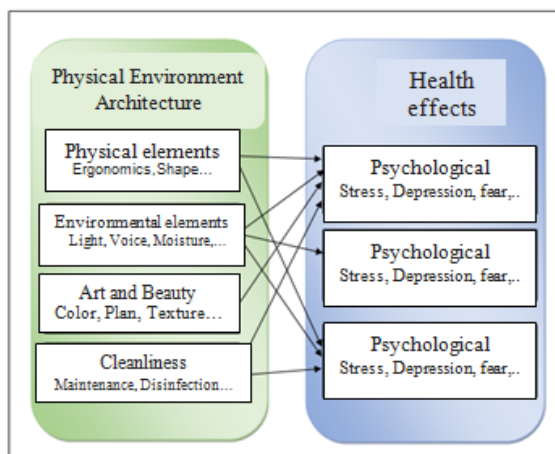 Physical Environment
Architecture
Physical elements
Ergonomics, Shape...
Environmental elements
Light, Voice, Moisture,...
Art and Beauty
Color, Plan, Texture...
Cleanliness
Maintenance, Disinfection...
Health
effects
Psychological
Stress, Depression, fear,..
Psychological
Stress, Depression, fear,..
Psychological
Stress, Depression, fear,..